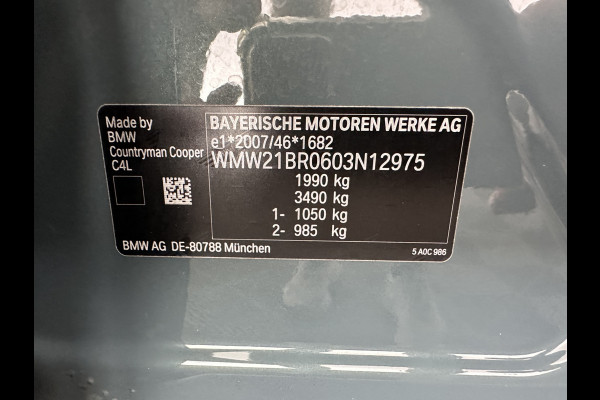 Made by
BMW
Countryman Cooper
C4L
BAYERISCHE MOTOREN WERKE AG
e1*2007/46*1682
WMW21BR0603N12975
1990 kg
3490 kg
1- 1050 kg
2- 985 kg
BMW AG DE-80788 München
5 A0C 986